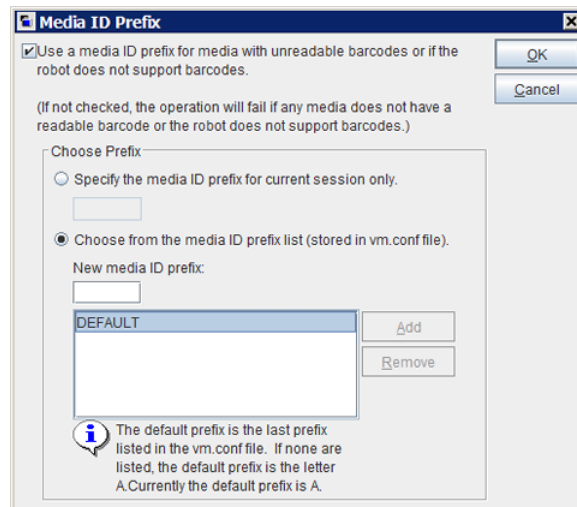 Media ID Prefix
Use a media ID prefix for media with unreadable barcodes or if the
robot does not support barcodes.
OK
Cancel
(If not checked, the operation will fail if any media does not have a
readable barcode or the robot does not support barcodes.)
Choose Prefix
Specify the media ID prefix for current session only.
Choose from the media ID prefix list (stored in vm.conf file).
New media ID prefix:
DEFAULT
Add
Remove
The default prefix is the last prefix
listed in the vm.conf file. If none are
listed, the default prefix is the letter
A.Currently the default prefix is A.